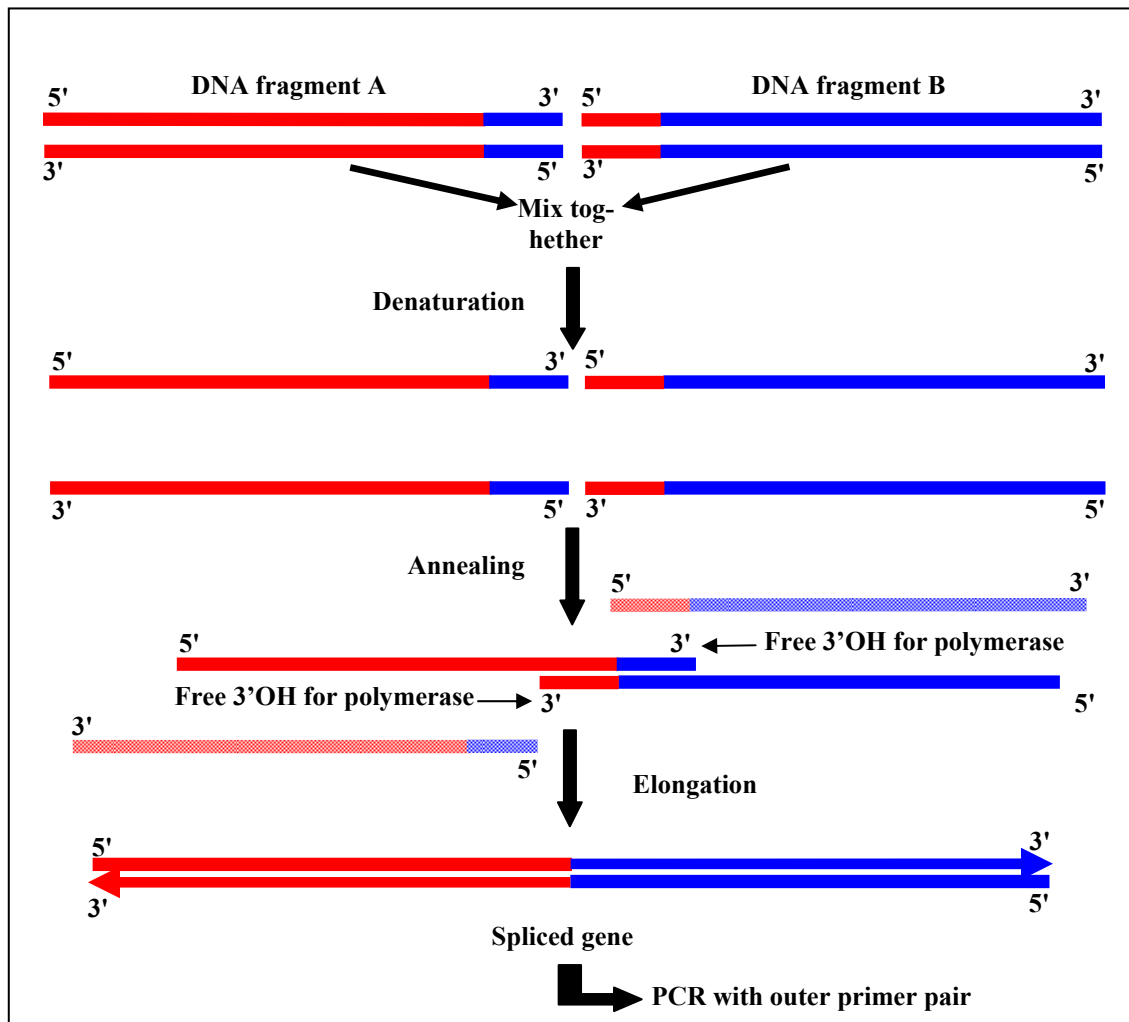 DNA fragment A
DNA fragment B
5'
3'
5'
3'
3'
5'
3'
5'
Mix tog-
hether
Denaturation
5'
3'
5'
3'
3'
5'
3'
5'
Annealing
5'
3'
5'
3'
Free 3’OH for polymerase
Free 3’OH for polymerase
3'
5'
3'
5'
Elongation
5'
3'
3'
5'
Spliced gene
PCR with outer primer pair